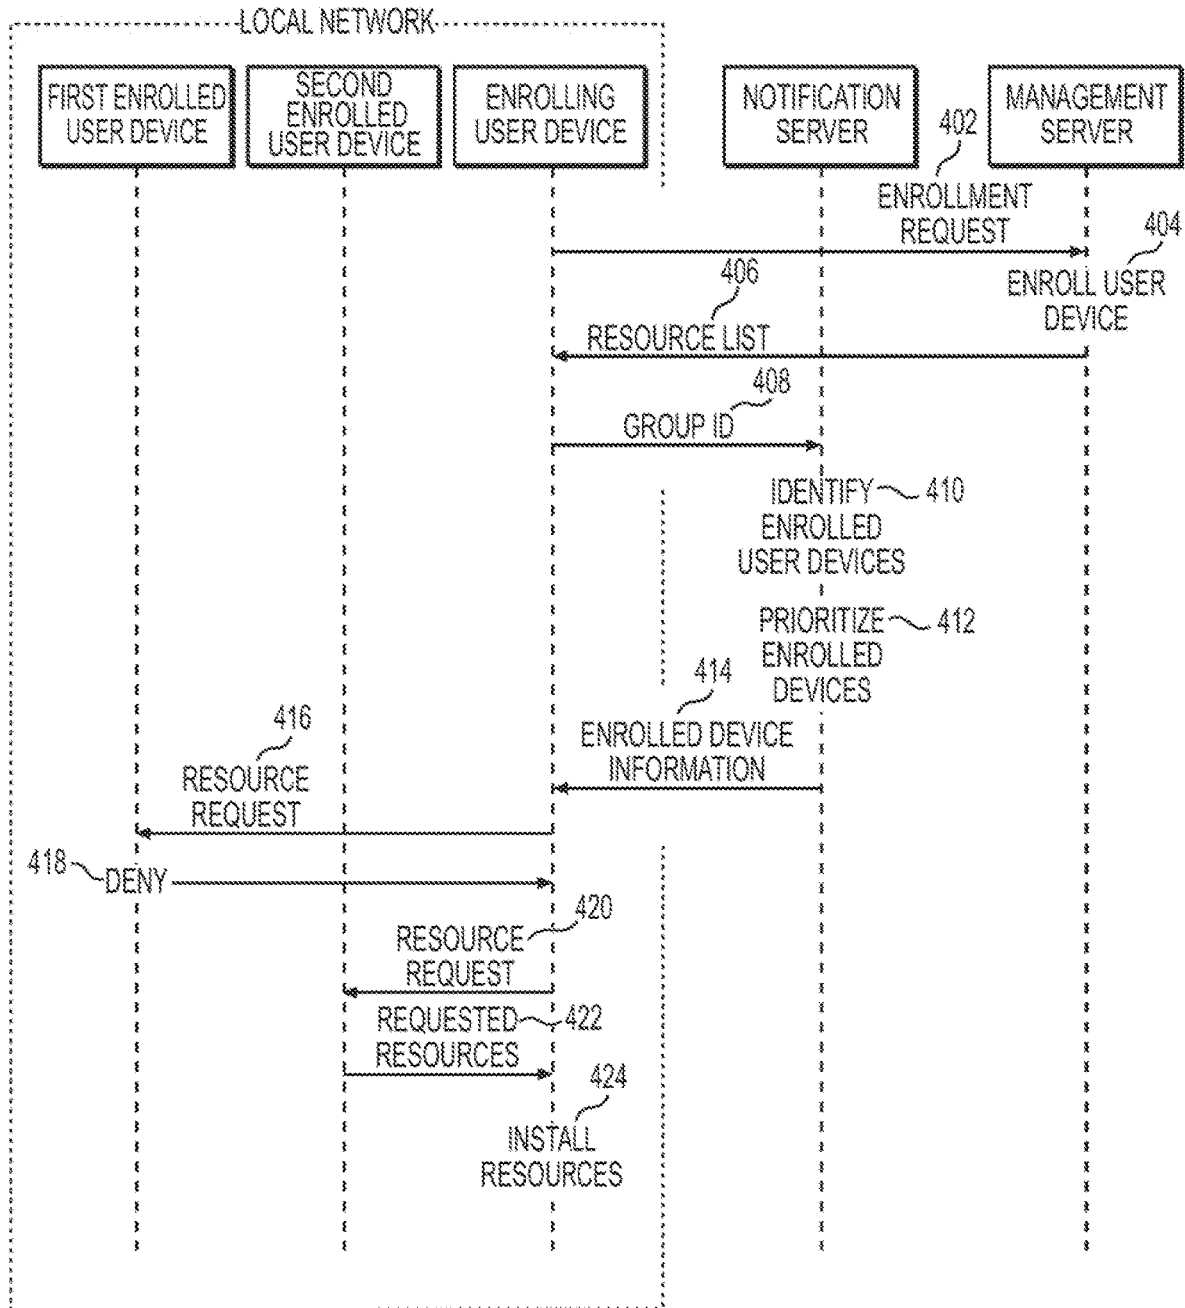 LOCAL NETWORK
FIRST ENROLLED
USER DEVICE
SECOND
ENROLLED
USER DEVICE
ENROLLING
USER DEVICE
NOTIFICATION
SERVER
MANAGEMENT
SERVER
402
ENROLLMENT
REQUEST
404
ENROLL USER
DEVICE
406
RESOURCE LIST
408
GROUP ID
IDENTIFY 410
ENROLLED
USER DEVICES
PRIORITIZE 412
ENROLLED
DEVICES
414
ENROLLED DEVICE
INFORMATION
416
RESOURCE
REQUEST
418 DENY
420
RESOURCE
REQUEST
REQUESTED 422
RESOURCES
424
INSTALL
RESOURCES